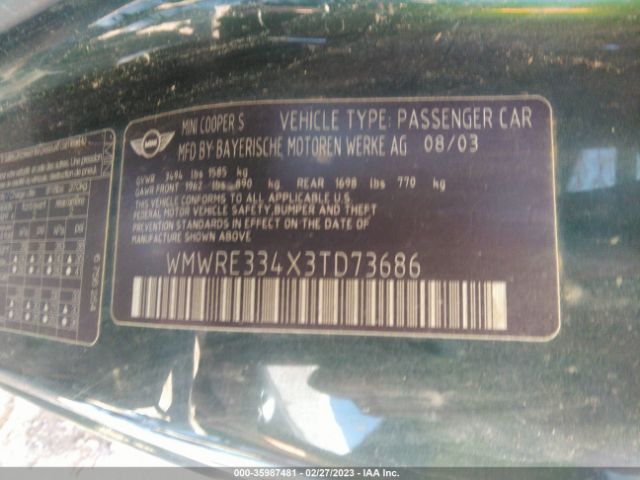 MINI COOPER S VEHICLE TYPE: PASSENGER CAR
MFD BY BAYERISCHE MOTOREN WERKE AG 08/03
GVWR 3494 lbs 1585 kg
GAWR FRONT 1962 lbs 890 kg REAR 1698 lbs 770 kg
THIS VEHICLE CONFORMS TO ALL APPLICABLE U.S.
FEDERAL MOTOR VEHICLE SAFETY, BUMPER AND THEFT
PREVENTION STANDARDS IN EFFECT ON THE DATE OF
MANUFACTURE SHOWN ABOVE.
WMWRE334X3TD73686
000-35987481 - 02/27/2023 - IAA Inc.